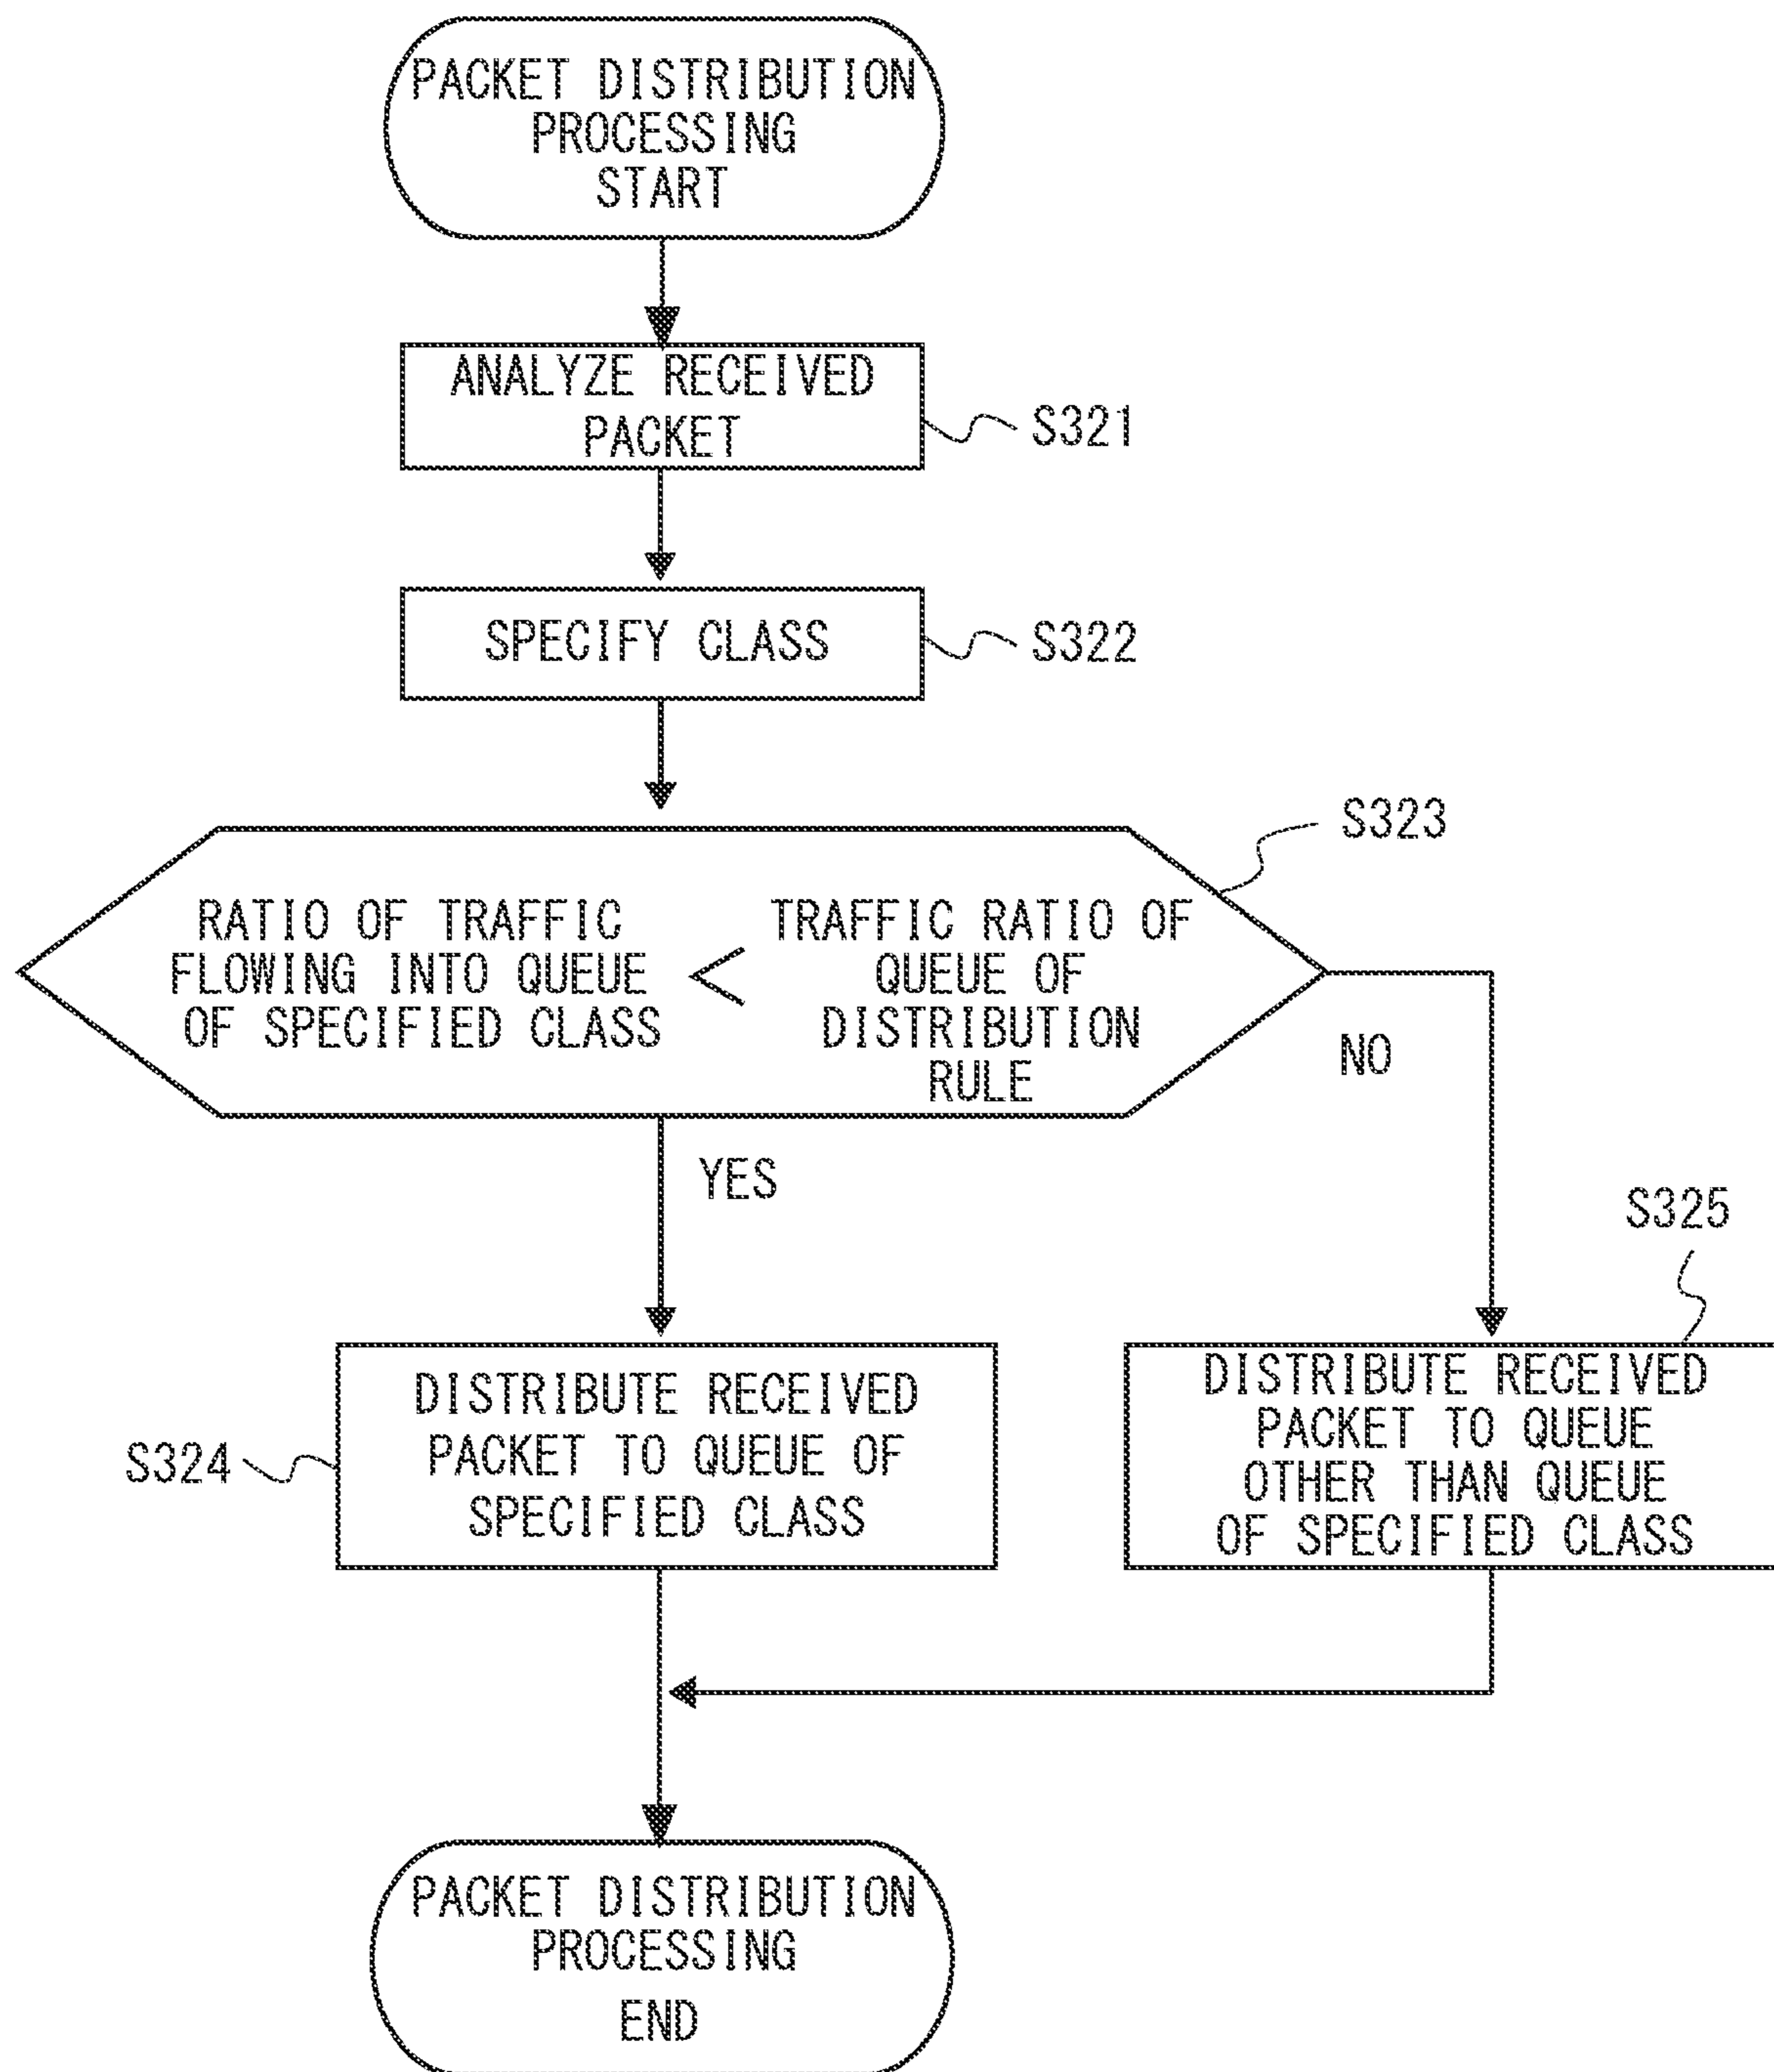 PACKET DISTRIBUTION
PROCESSING
START
ANALYZE RECEIVED
PACKET
S321
SPECIFY CLASS
S322
S323
RATIO OF TRAFFIC
FLOWING INTO QUEUE
OF SPECIFIED CLASS
<
TRAFFIC RATIO OF
QUEUE OF
DISTRIBUTION
RULE
NO
YES
S325
S324
DISTRIBUTE RECEIVED
PACKET TO QUEUE OF
SPECIFIED CLASS
DISTRIBUTE RECEIVED
PACKET TO QUEUE
OTHER THAN QUEUE
OF SPECIFIED CLASS
PACKET DISTRIBUTION
PROCESSING
END